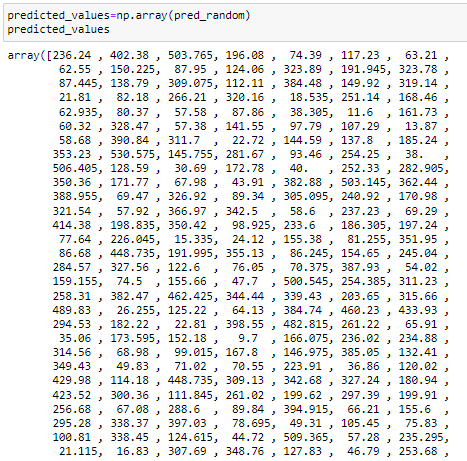 predicted_values=np.array(pred_random)
predicted_values
array([236.24 , 402.38 , 503.765, 196.08 , 74.39 , 117.23 , 63.21 ,
62.55 , 150.225, 87.95 , 124.06 , 323.89 , 191.945, 323.78 ,
87.445, 138.79 , 309.075, 112.11 , 384.48 , 149.92 , 319.14 ,
21.81 , 82.18 , 266.21 , 320.16 , 18.535, 251.14 , 168.46 ,
62.935, 80.37 , 57.58 , 87.86 , 38.305, 11.6 , 161.73 ,
60.32 , 328.47 , 57.38 , 141.55 , 97.79 , 107.29 , 13.87 ,
58.68 , 390.84 , 311.7 , 22.72 , 144.59 , 137.8 , 185.24 ,
353.23 , 530.575, 145.755, 281.67 , 93.46 , 254.25 , 38. ,
506.405, 128.59 , 30.69 , 172.78 , 40. , 252.33 , 282.905,
350.36 , 171.77 , 67.98 , 43.91 , 382.88 , 503.145, 362.44 ,
388.955, 69.47 , 326.92 , 89.34 , 305.095, 240.92 , 170.98 ,
321.54 , 57.92 , 366.97 , 342.5 , 58.6 , 237.23 , 69.29 ,
414.38 , 198.835, 350.42 , 98.925, 233.6 , 186.305, 197.24 ,
77.64 , 226.045, 15.335, 24.12 , 155.38 , 81.255, 351.95 ,
86.68 , 448.735, 191.995, 355.13 , 86.245, 154.65 , 245.04 ,
284.57 , 327.56 , 122.6 , 76.05 , 70.375, 387.93 , 54.02 ,
159.155, 74.5 , 155.66 , 47.7 , 500.545, 254.385, 311.23 ,
258.31 , 382.47 , 462.425, 344.44 , 339.43 , 203.65 , 315.66 ,
489.83 , 26.255, 125.22 , 64.13 , 384.74 , 460.23 , 433.93 ,
294.53 , 182.22 , 22.81 , 398.55 , 482.815, 261.22 , 65.91 ,
35.06 , 173.595, 152.18 , 9.7 , 166.075, 236.02 , 234.88 ,
314.56 , 68.98 , 99.015, 167.8 , 146.975, 385.05 , 132.41 ,
349.43 , 49.83 , 71.02 , 70.55 , 223.91 , 36.86 , 120.02 ,
429.98 , 114.18 , 448.735, 309.13 , 342.68 , 327.24 , 180.94 ,
423.52 , 300.36 , 111.845, 261.02 , 199.62 , 297.39 , 199.91 ,
256.68 , 67.08 , 288.6 , 89.84 , 394.915, 66.21 , 155.6 ,
295.28 , 338.37 , 397.03 , 78.695, 49.31 , 105.45 , 75.83 ,
100.81 , 338.45 , 124.615, 44.72 , 509.365, 57.28 , 235.295,
21.115, 16.83 , 307.69 , 348.76 , 127.83 , 46.79 , 253.68 ,